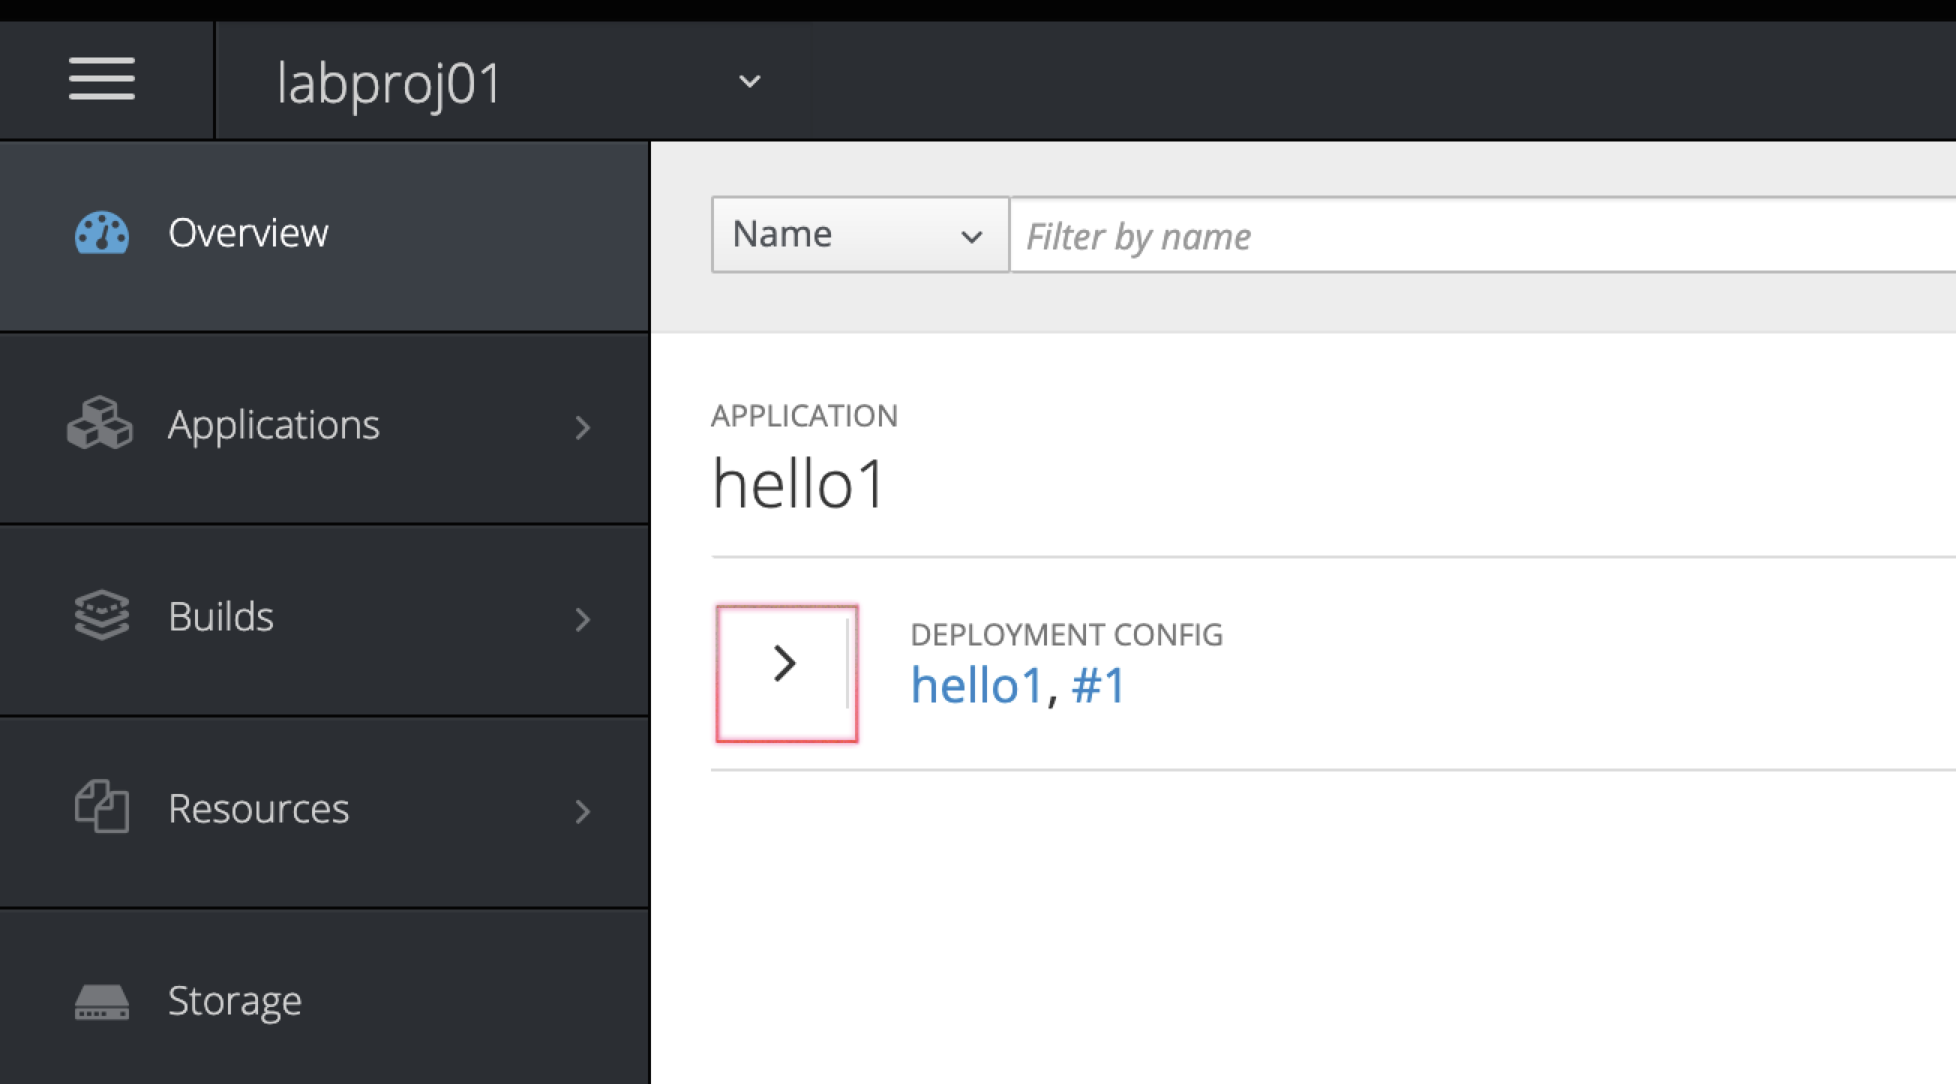 labproj01
Overview
Applications
Builds
Resources
Storage
Name
Filter by name
APPLICATION
hello1
DEPLOYMENT CONFIG
hello1, #1